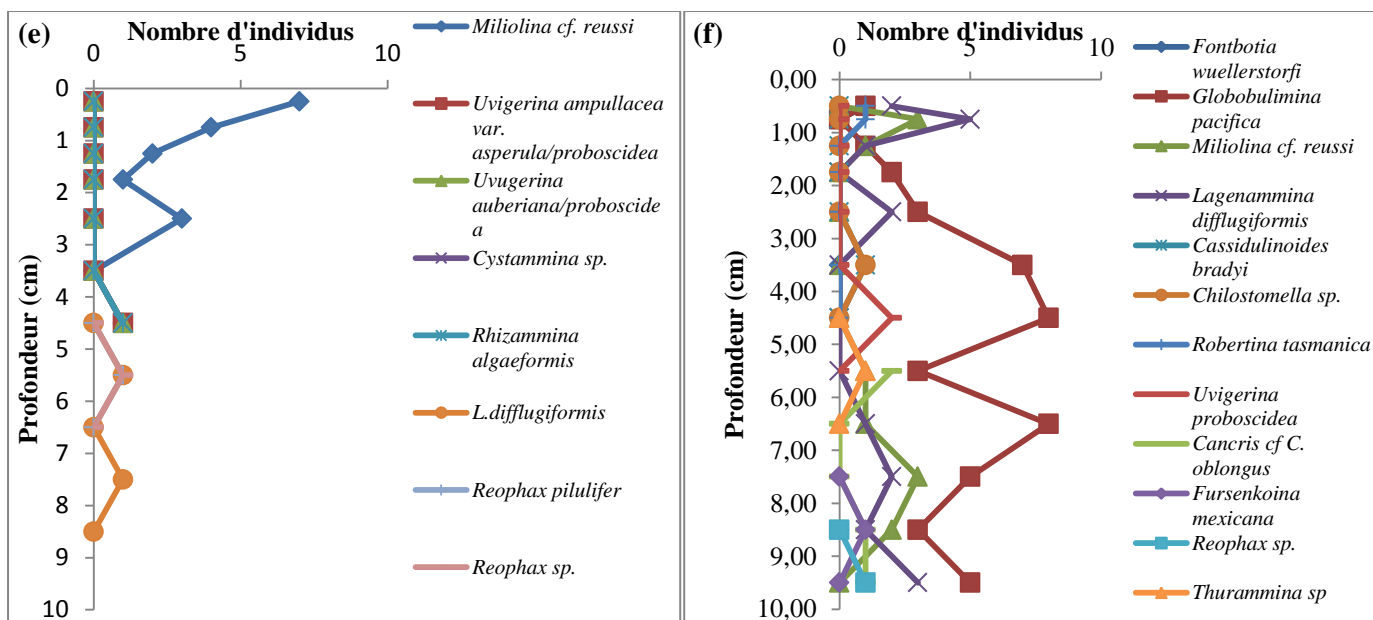 (e)
Nombre d'individus
0 5 10
0
1
2
3
4
5
6
7
8
9
10
Profondeur (cm)
Miliolina cf. reussi
Uvigerina ampullacea
var.
asperula/proboscidea
Uvugerina
auberiana/proboscide
a
Cystammina sp.
Rhizammina
algaeformis
L.difflugiformis
Reophax pilulifer
Reophax sp.
(f)
Nombre d'individus
0 5 10
0,00
1,00
2,00
3,00
4,00
5,00
6,00
7,00
8,00
9,00
10,00
Profondeur (cm)
Fontbotia
wuellerstorfi
Globobulimina
pacifica
Miliolina cf. reussi
Lagenammina
difflugiformis
Cassidulinoides
bradyi
Chilostomella sp.
Robertina tasmanica
Uvigerina
proboscidea
Cancris cf C.
oblongus
Fursenkoina
mexicana
Reophax sp.
Thurammina sp